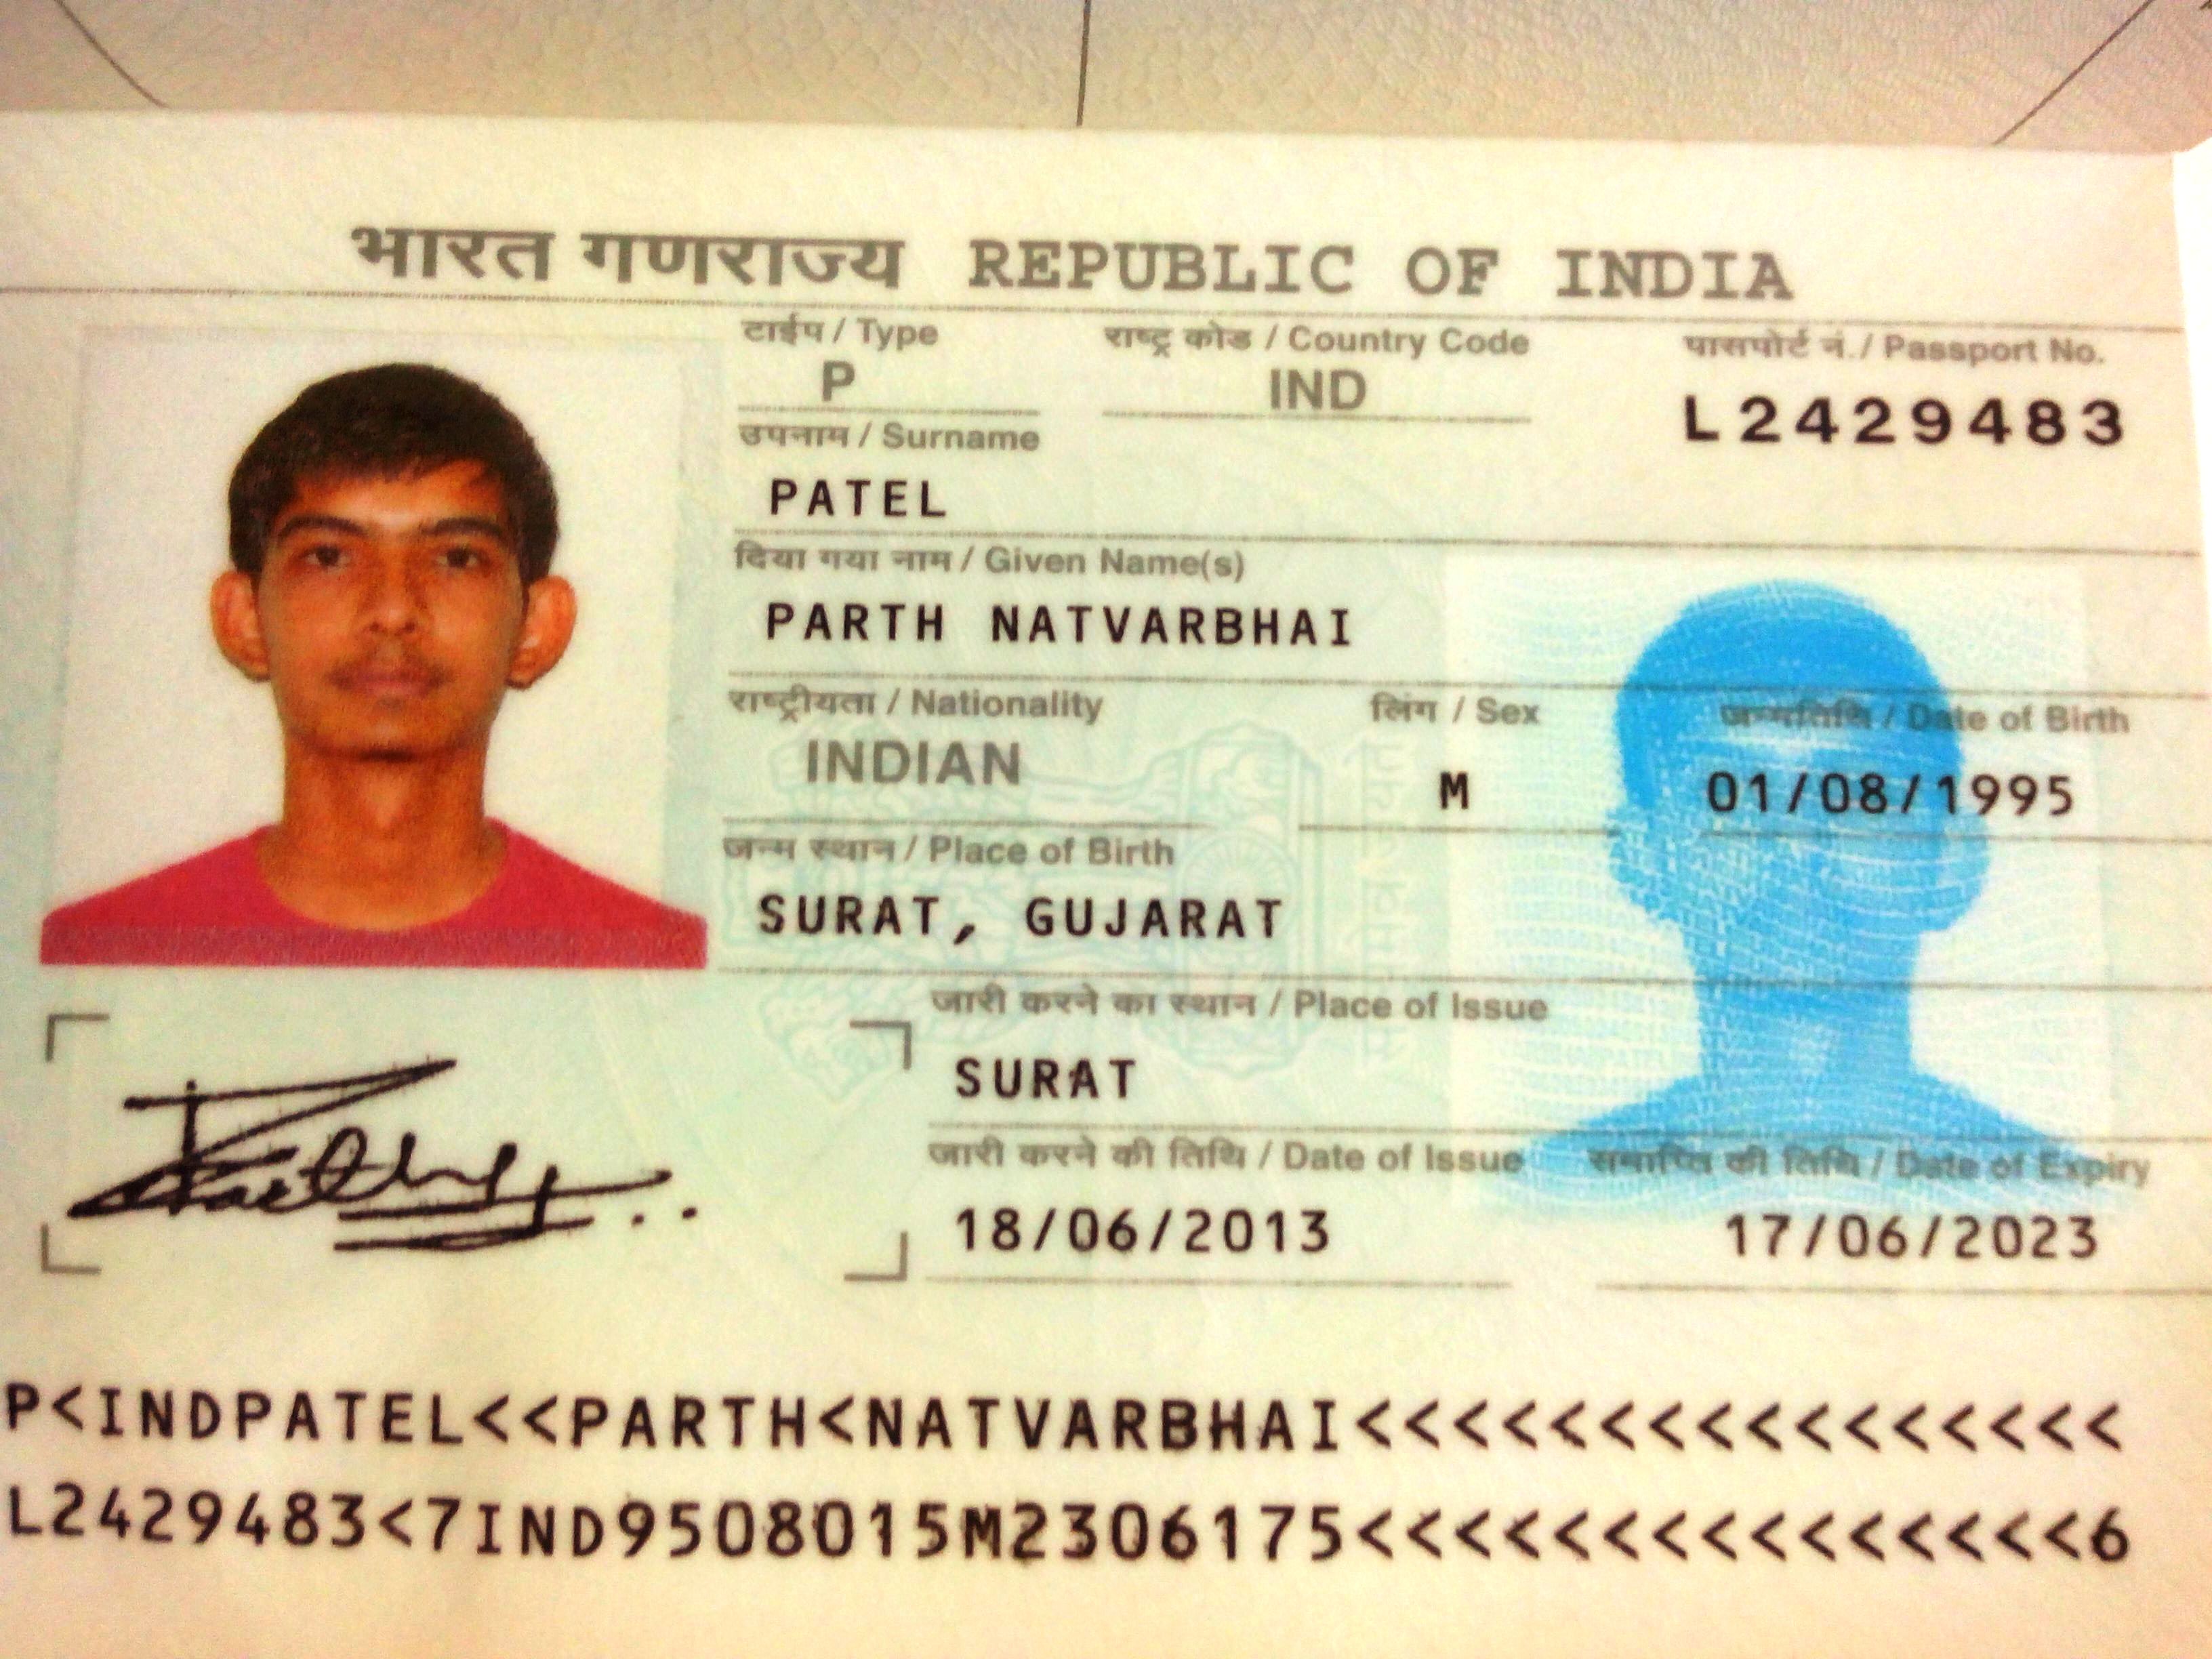 भारत गणराज्य REPUBLIC OF INDIA
टाईप / Type
राष्ट्र कोड / Country Code
पासपोर्ट नं. / Passport No.
P
IND
L2429483
उपनाम / Surname
PATEL
दिया गया नाम / Given Name(s)
PARTH NATVARBHAI
राष्ट्रीयता / Nationality
लिंग / Sex
जन्मतिथि / Date of Birth
INDIAN
M
01/08/1995
जन्म स्थान / Place of Birth
SURAT, GUJARAT
जारी करने का स्थान / Place of Issue
SURAT
जारी करने की तिथि / Date of Issue
समाप्ति की तिथि / Date of Expiry
18/06/2013
17/06/2023
P<INDPATEL<<PARTH<NATVARBHAI<<<<<<<<<<<<<<<<
L2429483<7IND9508015M2306175<<<<<<<<<<<<<<<6